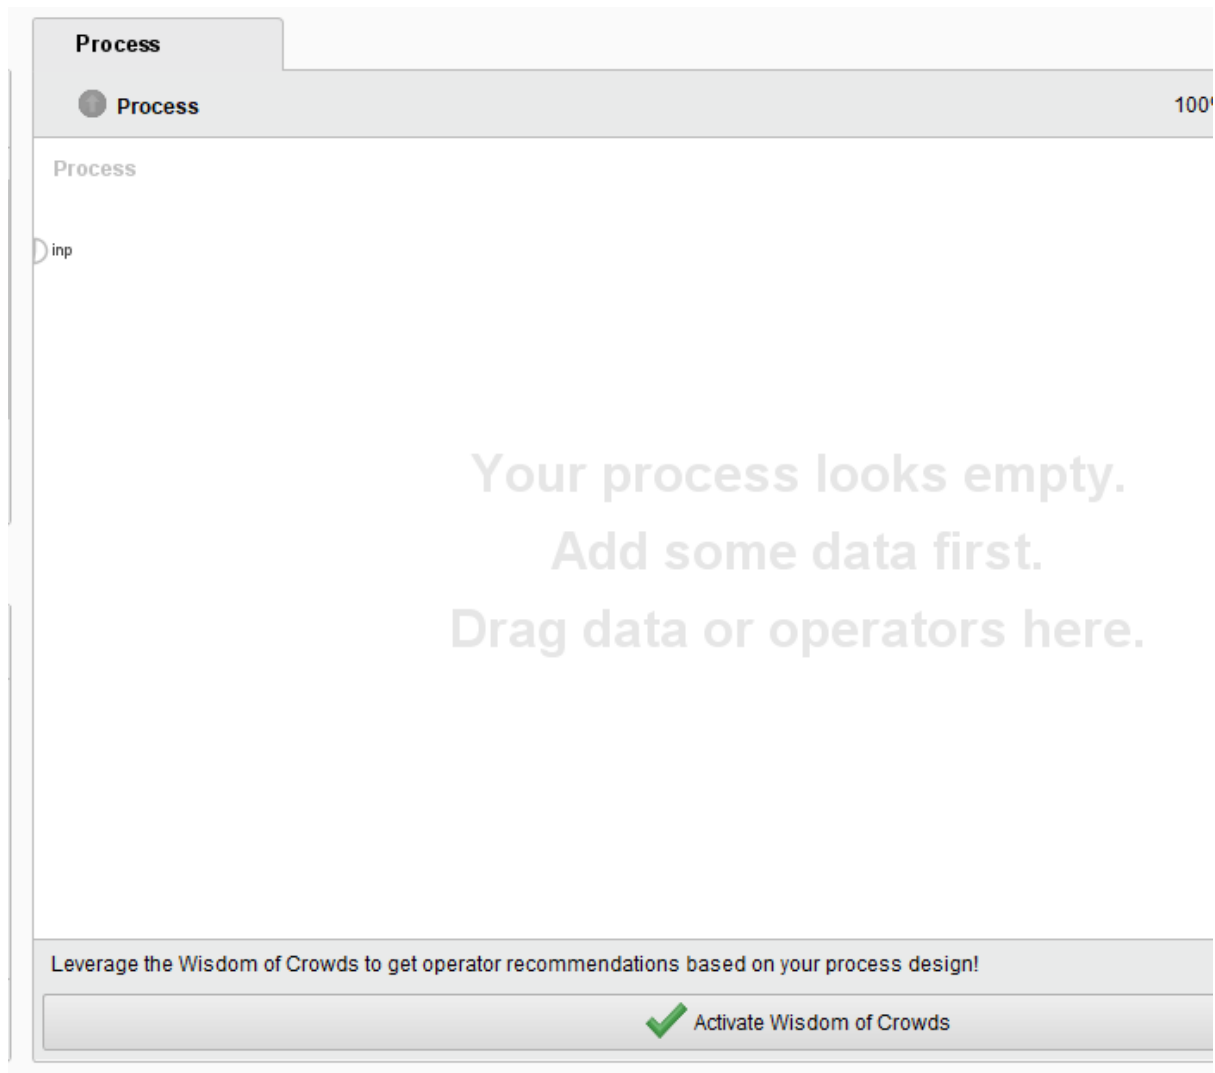 Process
Process
100%
Process
inp
Your process looks empty.
Add some data first.
Drag data or operators here.
Leverage the Wisdom of Crowds to get operator recommendations based on your process design!
Activate Wisdom of Crowds